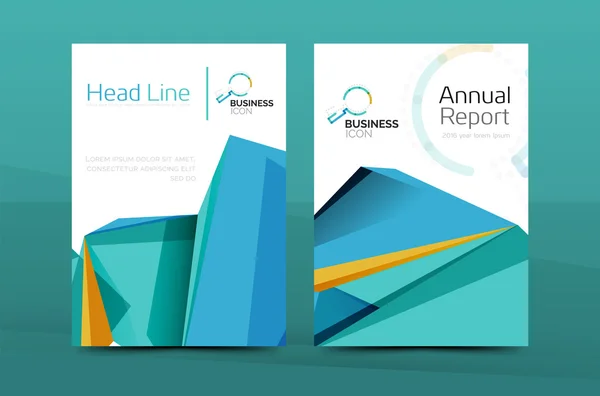 Head Line
BUSINESS
ICON
LOREM IPSUM DOLOR SIT AMET,
CONSECTETUR ADIPISICING ELIT,
SED DO
BUSINESS
ICON
Annual
Report
2016 year lorem ipsum